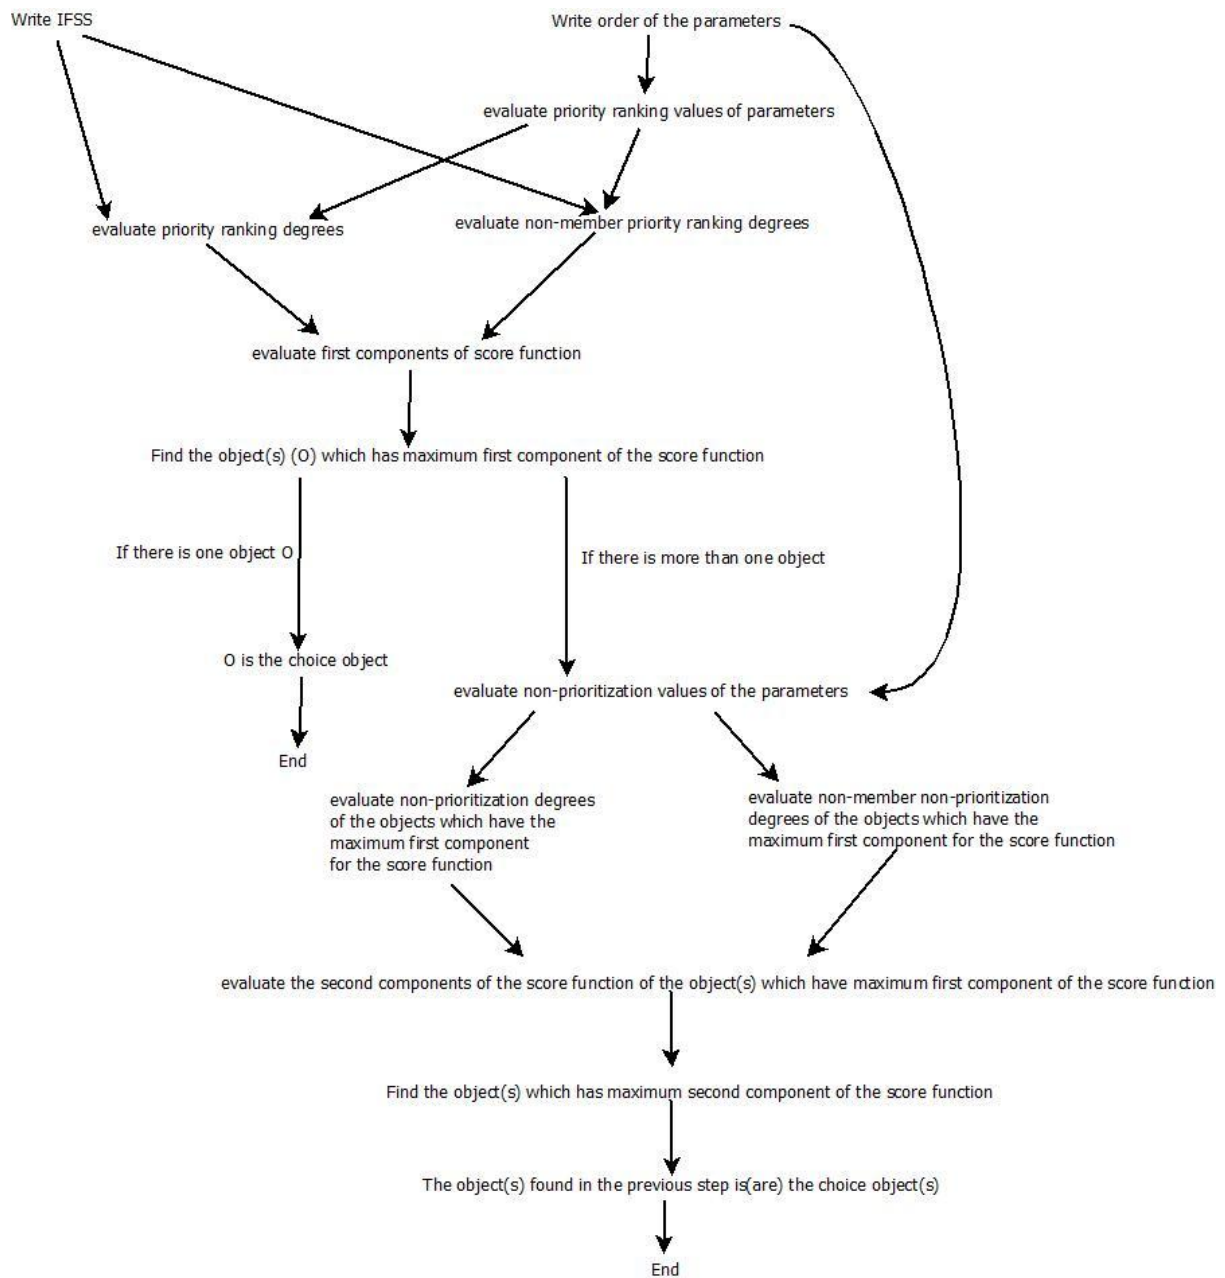 Write IFSS
Write order of the parameters
evaluate priority ranking values of parameters
evaluate priority ranking degrees
evaluate non-member priority ranking degrees
evaluate first components of score function
Find the object(s) (O) which has maximum first component of the score function
If there is one object O
If there is more than one object
O is the choice object
evaluate non-prioritization values of the parameters
End
evaluate non-prioritization degrees
of the objects which have the
maximum first component
for the score function
evaluate non-member non-prioritization
degrees of the objects which have the
maximum first component for the score function
evaluate the second components of the score function of the object(s) which have maximum first component of the score function
Find the object(s) which has maximum second component of the score function
The object(s) found in the previous step is(are) the choice object(s)
End